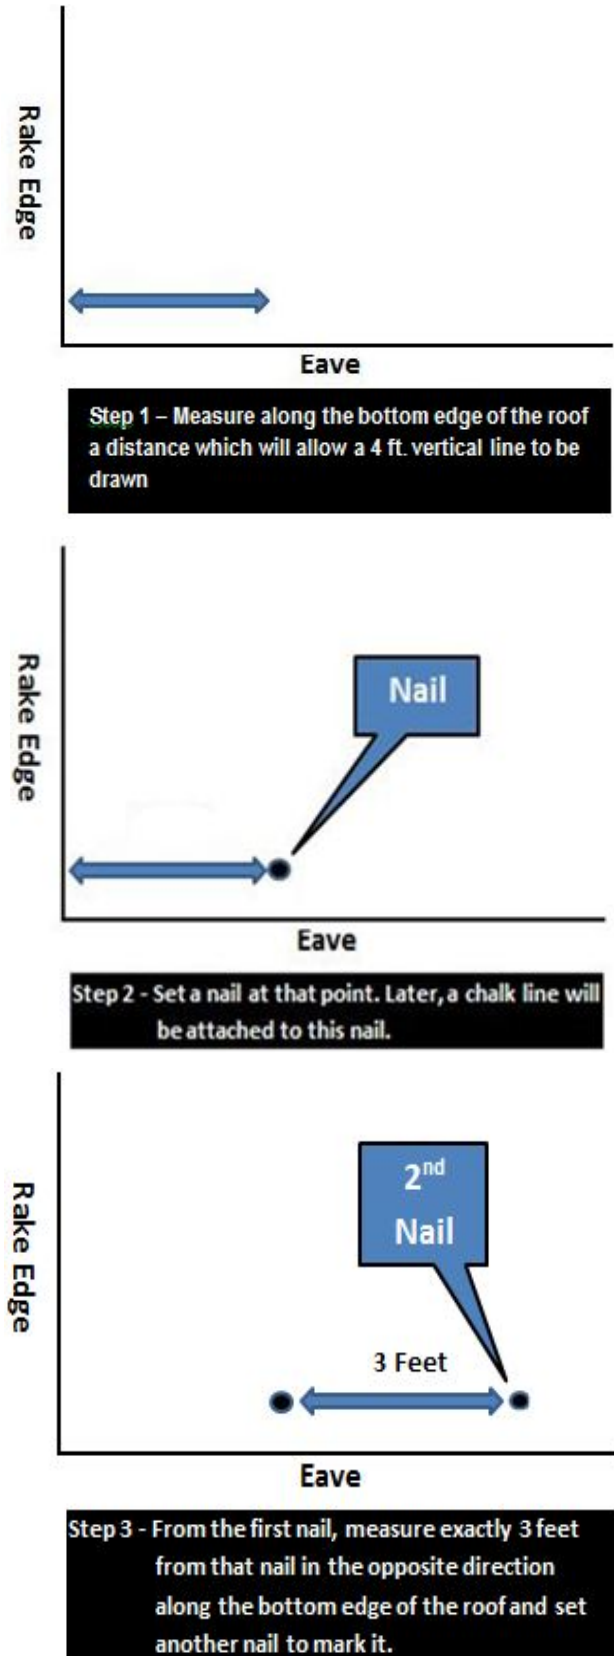 Rake Edge
Eave
Step 1 – Measure along the bottom edge of the roof
a distance which will allow a 4 ft. vertical line to be
drawn
Rake Edge
Nail
Eave
Step 2 - Set a nail at that point. Later, a chalk line will
be attached to this nail.
Rake Edge
2nd
Nail
3 Feet
Eave
Step 3 - From the first nail, measure exactly 3 feet
from that nail in the opposite direction
along the bottom edge of the roof and set
another nail to mark it.